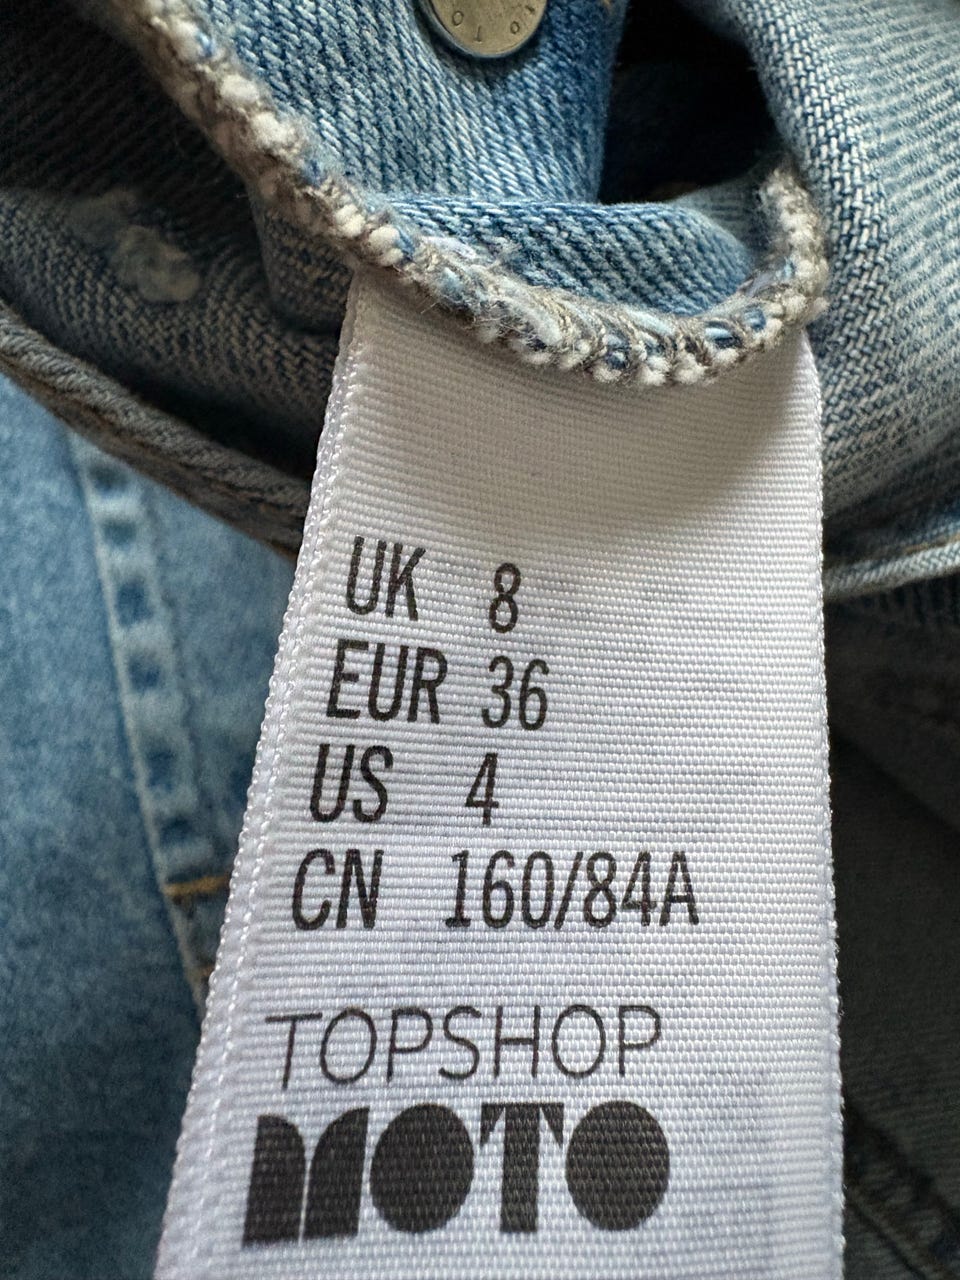 UK 8
EUR 36
US 4
CN 160/84A
TOPSHOP
MOTO